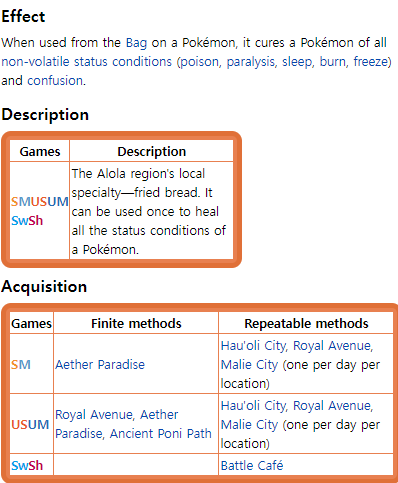 Effect
When used from the Bag on a Pokémon, it cures a Pokémon of all
non-volatile status conditions (poison, paralysis, sleep, burn, freeze)
and confusion.
Description
Games Description
SMUSUM
SwSh
The Alola region's local
specialty—fried bread. It
can be used once to heal
all the status conditions of
a Pokémon.
Acquisition
Games Finite methods Repeatable methods
SM
Aether Paradise
Hau'oli City, Royal Avenue,
Malie City (one per day per
location)
USUM
Royal Avenue, Aether
Paradise, Ancient Poni Path
Hau'oli City, Royal Avenue,
Malie City (one per day per
location)
SwSh
Battle Café